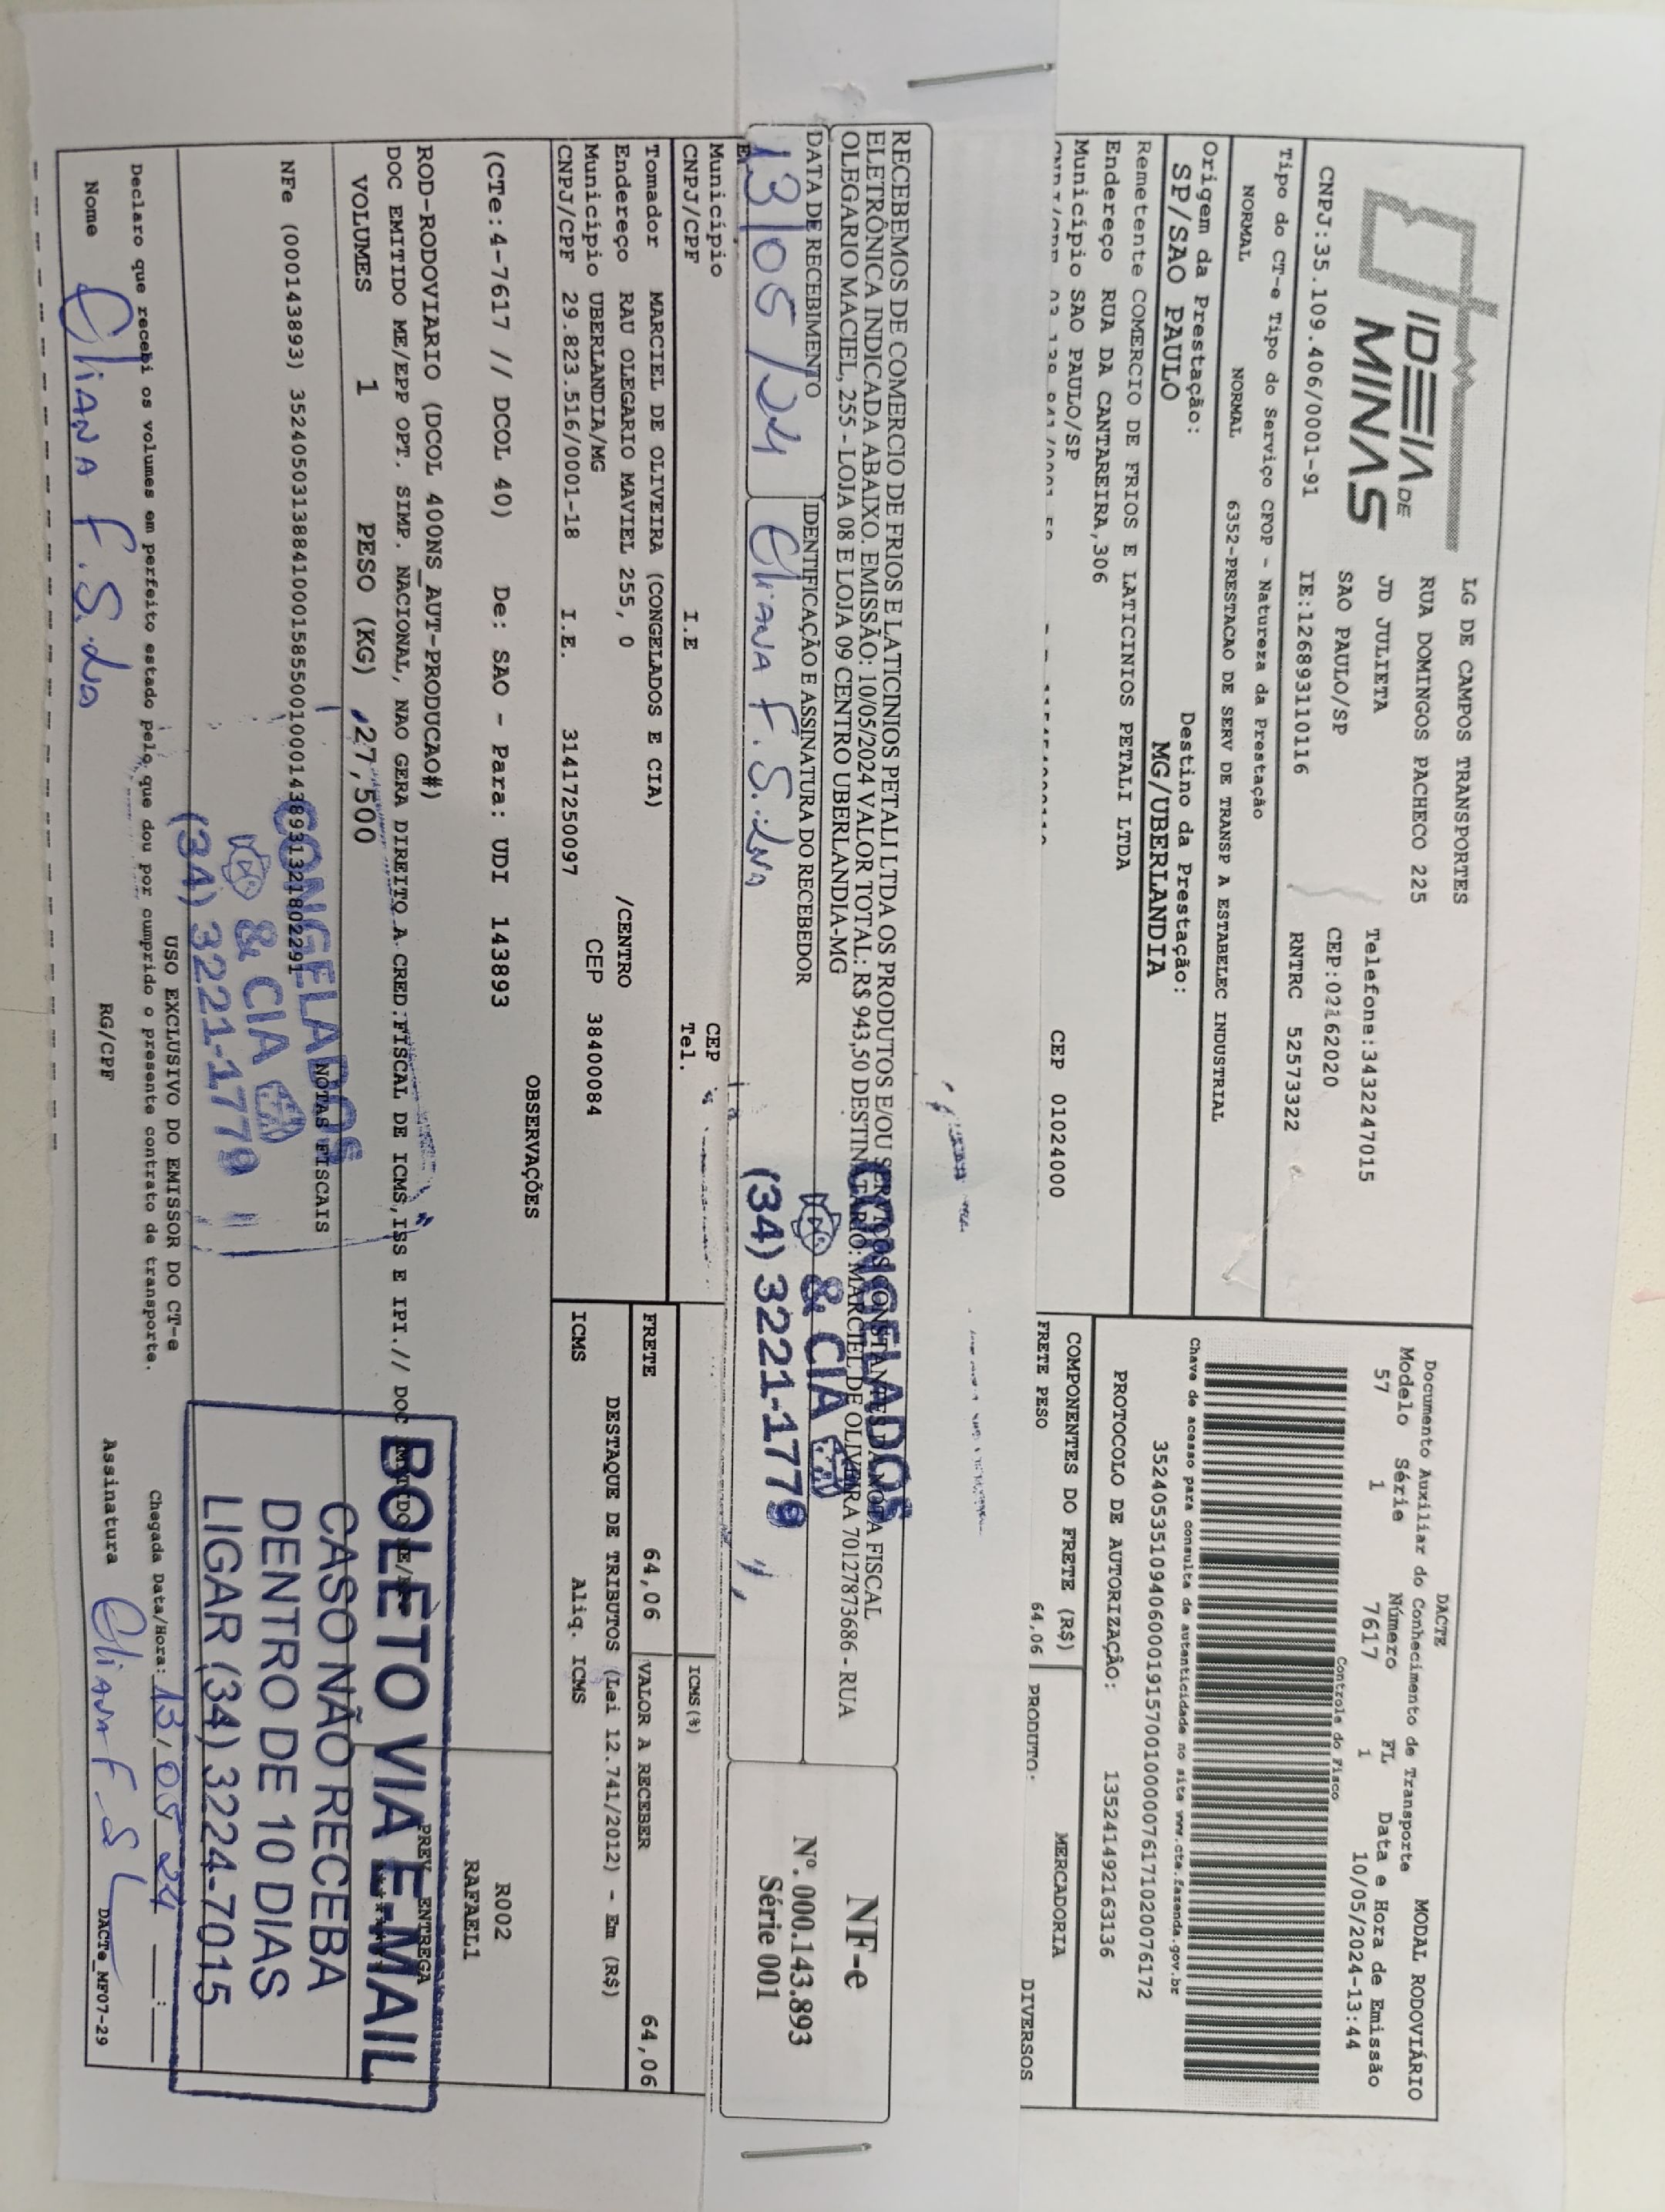 IDEIA DE
MINAS
LG DE CAMPOS TRANSPORTES
RUA DOMINGOS PACHECO 225
JD JULIETA
SAO PAULO/SP
Telefone:3432247015
CEP:02162020
CNPJ:35.109.406/0001-91 IE:126893110116 RNTRC 52573322
Tipo do CT-e Tipo do Serviço CFOP - Natureza da Prestação
NORMAL NORMAL 6352-PRESTACAO DE SERV DE TRANSP A ESTABELEC INDUSTRIAL
Origem da Prestação: Destino da Prestação:
SP/SAO PAULO MG/UBERLANDIA
DACTE MODAL RODOVIÁRIO
Documento Auxiliar do Conhecimento de Transporte
Modelo Série Número FL Data e Hora de Emissão
57 1 7617 1 10/05/2024-13:44
Controle do Fisco
Chave de acesso para consulta de autenticidade no site www.cte.fazenda.gov.br
PROTOCOLO DE AUTORIZAÇÃO: 135241492163136
Remetente COMERCIO DE FRIOS E LATICINIOS PETALI LTDA
Endereço RUA DA CANTAREIRA,306
Município SAO PAULO/SP CEP 01024000
COMPONENTES DO FRETE (R$) MERCADORIA
FRETE PESO 64,06 PRODUTO: DIVERSOS
RECEBEMOS DE COMERCIO DE FRIOS E LATICINIOS PETALI LTDA OS PRODUTOS E/OU SERVIÇOS CONSTANTES DA NOTA FISCAL
ELETRÔNICA INDICADA ABAIXO. EMISSÃO: 10/05/2024 VALOR TOTAL: R$ 943,50 DESTINATÁRIO: MARCIEL DE OLIVEIRA 70127873686 - RUA
OLEGARIO MACIEL, 255 - LOJA 08 E LOJA 09 CENTRO UBERLANDIA-MG
DATA DE RECEBIMENTO IDENTIFICAÇÃO E ASSINATURA DO RECEBEDOR
13/05/24 Eliana F.
CONGELADOS
& CIA
(34) 3221-1779
NF-e
Nº. 000.143.893
Série 001
Município CEP
CNPJ/CPF I.E Tel.
ICMS(%)
Tomador MARCIEL DE OLIVEIRA (CONGELADOS E CIA)
Endereço RAU OLEGARIO MAVIEL 255, 0 /CENTRO
Município UBERLANDIA/MG CEP 38400084
CNPJ/CPF 29.823.516/0001-18 I.E. 31417250097
FRETE 64,06 VALOR A RECEBER 64,06
DESTAQUE DE TRIBUTOS (Lei 12.741/2012) - Em (R$)
ICMS Aliq. ICMS
OBSERVAÇÕES
(CTe:4-7617 // DCOL 40) De: SAO - Para: UDI 143893
R002
RAFAEL1
ROD-RODOVIARIO (DCOL 400NS_AUT-PRODUCAO#)
DOC EMITIDO ME/EPP OPT. SIMP. NACIONAL, NAO GERA DIREITO A CRED:FISCAL DE ICMS,ISS E IPI.// DOC
PREV. ENTREGA
VOLUMES 1 PESO (KG) 27,500
NOTAS FISCAIS
NFe (000143893)
CONGELADOS
& CIA
(34) 3221-1779
BOLETO VIA E-MAIL
CASO NÃO RECEBA
DENTRO DE 10 DIAS
LIGAR (34) 3224-7015
USO EXCLUSIVO DO EMISSOR DO CT-e
Declaro que recebi os volumes em perfeito estado pelo que dou por cumprido o presente contrato de transporte.
Chegada Data/Hora: 13/05 24 __:__
Nome Eliana F. RG/CPF Assinatura Eliana F S
DACTe_MF07-29